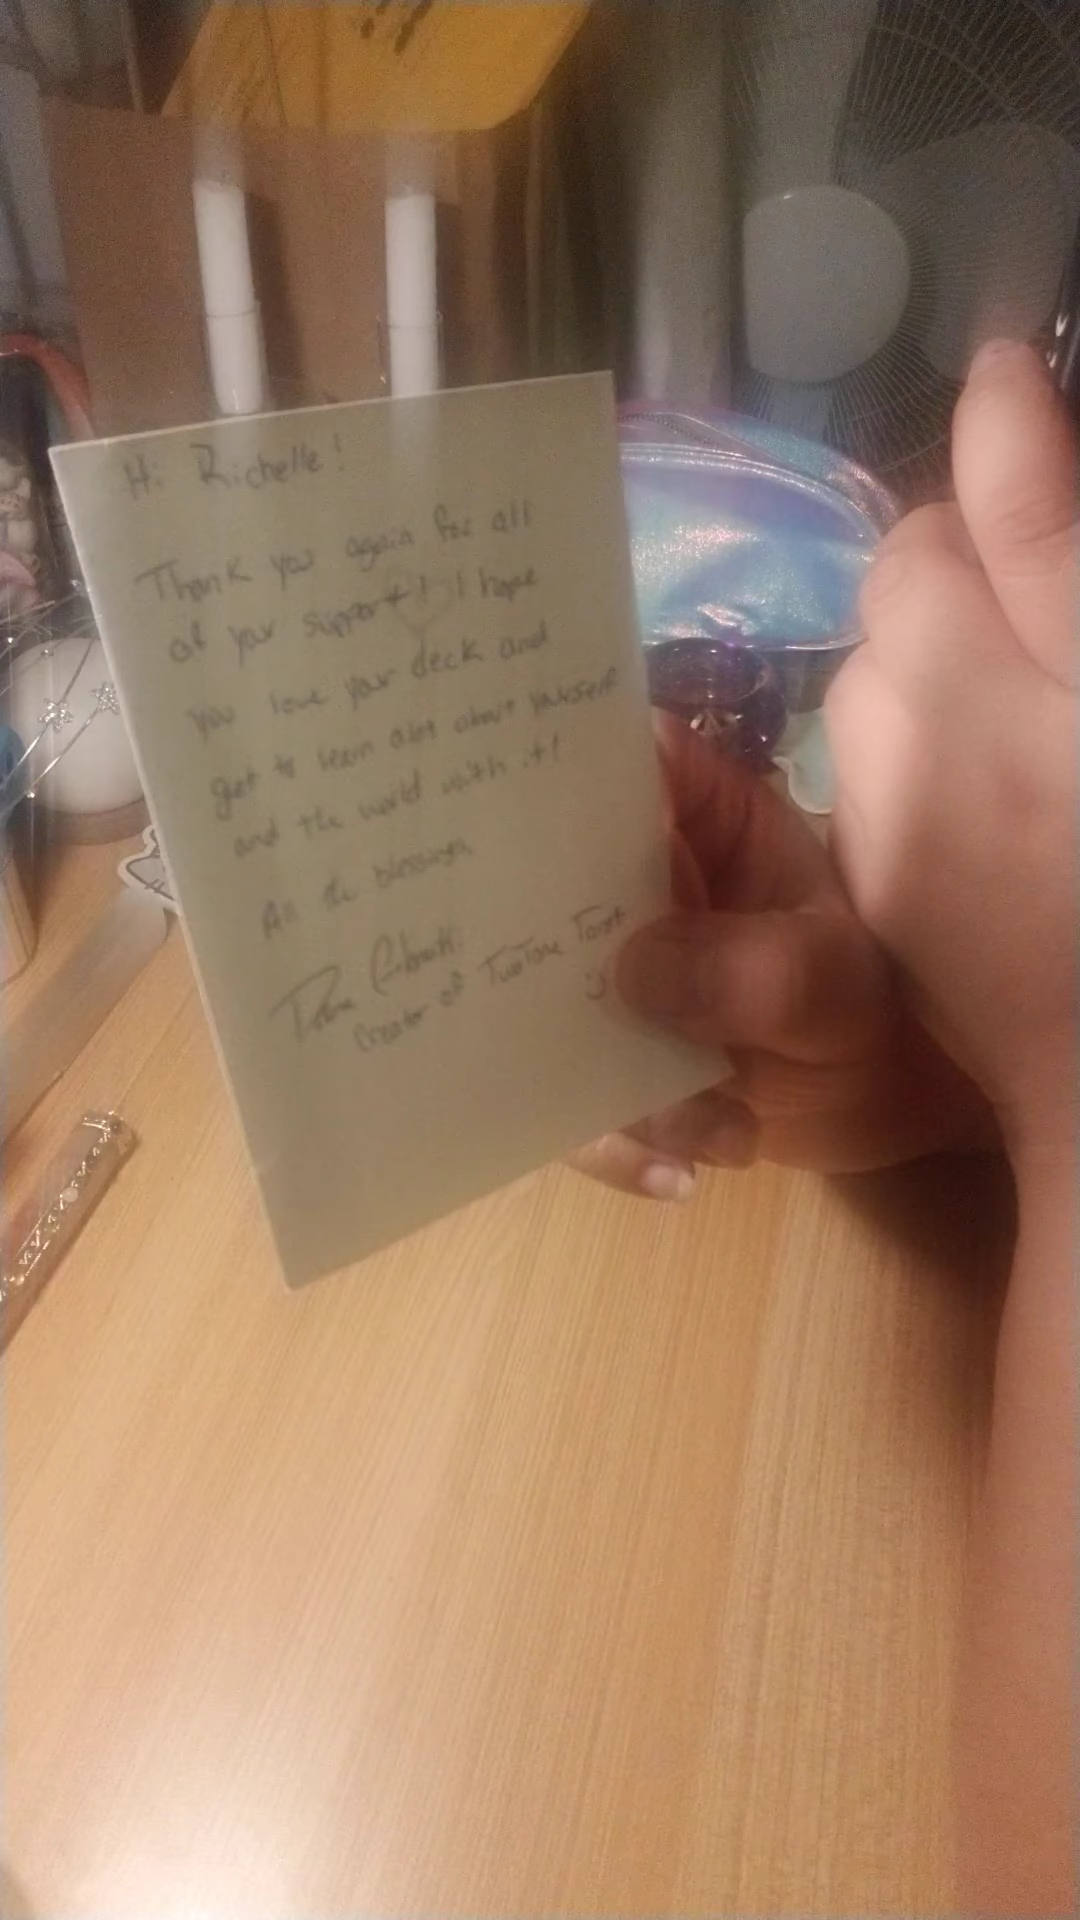 Hi Richelle!
Thank you again for all
of your support! I hope
you love your deck and
get to learn alot about yourself
and the world with it!
All the blessings,
Creator of Twotone Tarot
:)